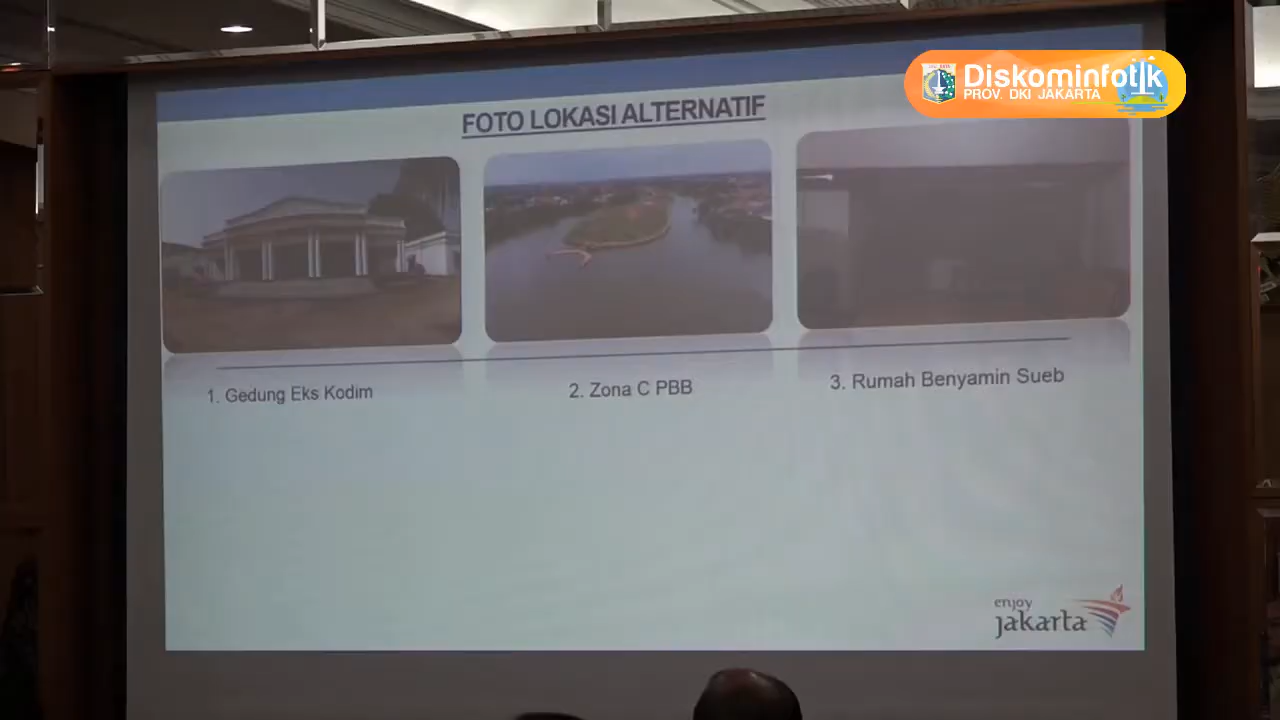 Diskominfotik
PROV. DKI JAKARTA
FOTO LOKASI ALTERNATIF
1. Gedung Eks Kodim
2. Zona C PBB
3. Rumah Benyamin Sueb
enjoy
jakarta